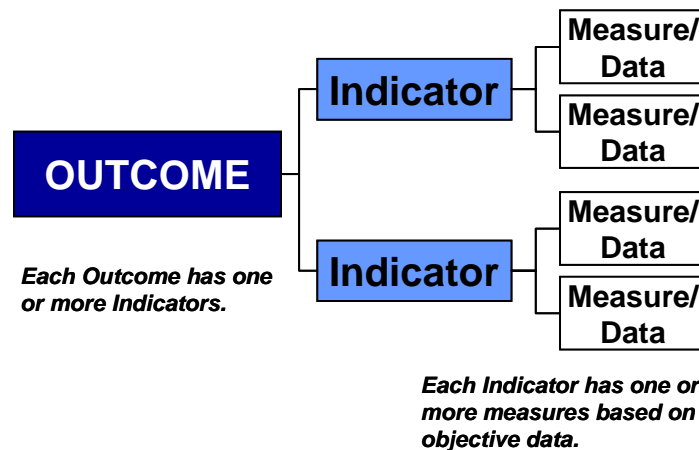 OUTCOME
Each Outcome has one
or more Indicators.
Indicator
Indicator
Measure/
Data
Measure/
Data
Measure/
Data
Measure/
Data
Each Indicator has one or
more measures based on
objective data.